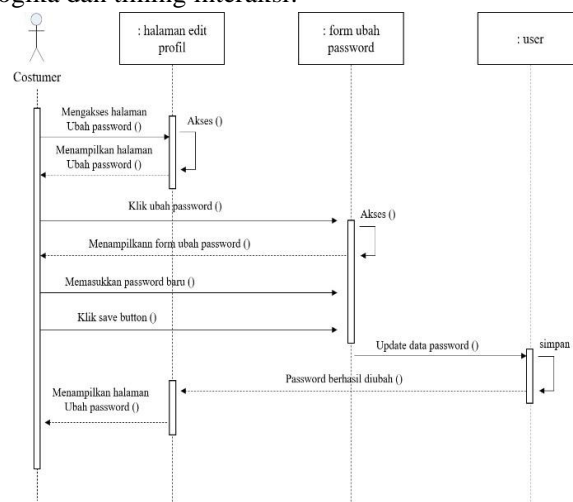 logika dan timing interaksi.
: halaman edit
profil
: form ubah
password
: user
Costumer
Mengakses halaman
Ubah password ()
Akses ()
Menampilkan halaman
Ubah password ()
Klik ubah password ()
Akses ()
Menampilkann form ubah password ()
Memasukkan password baru ()
Klik save button ()
Update data password ()
simpan
Password berhasil diubah ()
Menampilkan halaman
Ubah password ()